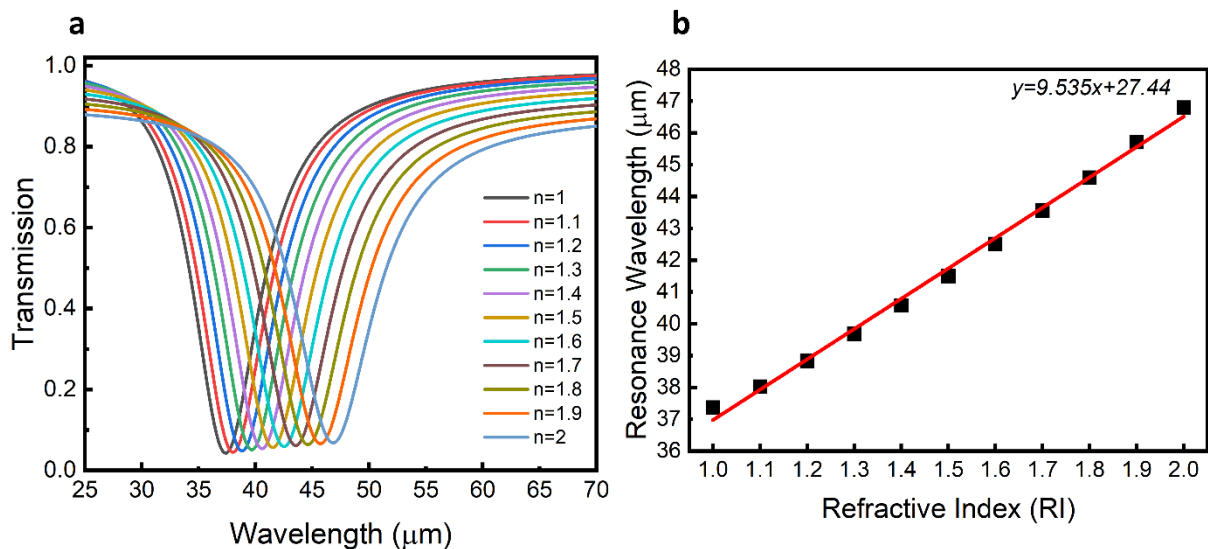 a
1.0
0.8
0.6
0.4
0.2
0.0
Transmission
n=1
n=1.1
n=1.2
n=1.3
n=1.4
n=1.5
n=1.6
n=1.7
n=1.8
n=1.9
n=2
25 30 35 40 45 50 55 60 65 70
Wavelength (μm)
b
48
47
46
45
43
42
41
40
38
37
36
Resonance Wavelength (μm)
y=9.535x+27.44
1.0 1.1 1.2 1.3 1.4 1.5 1.6 1.7 1.8 1.9 2.0
Refractive Index (RI)